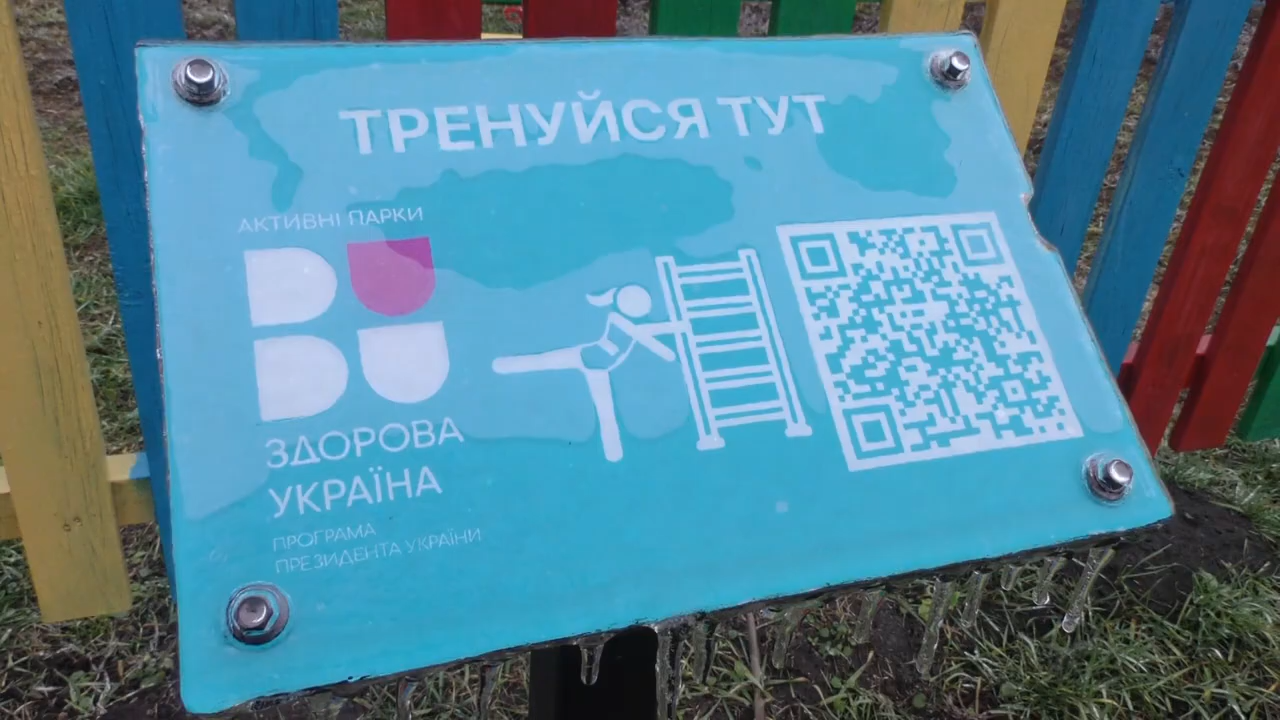 ТРЕНУЙСЯ ТУТ
АКТИВНІ ПАРКИ
ЗДОРОВА
УКРАЇНА
ПРОГРАМА
ПРЕЗИДЕНТА УКРАЇНИ